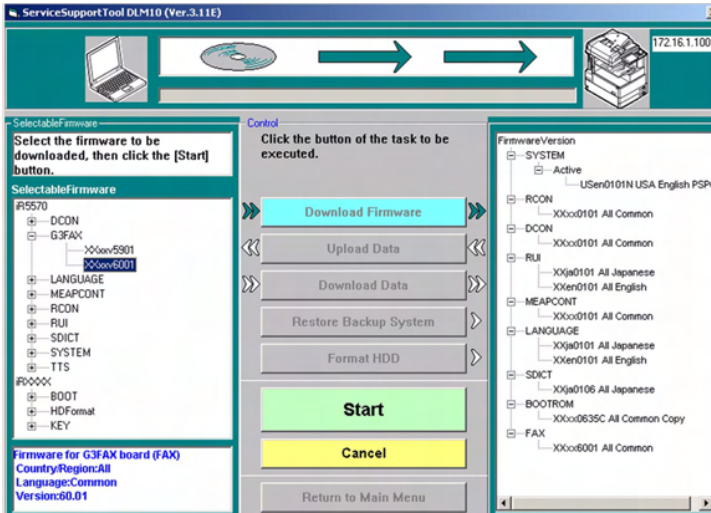 ServiceSupportTool DLM10 (Ver.3.11E)
172.16.1.100
SelectableFirmware
Select the firmware to be
downloaded, then click the [Start]
button.
SelectableFirmware
iR5570
DCON
G3FAX
XXxxv5901
XXxxv6001
LANGUAGE
MEAPCONT
RCON
RUI
SDICT
SYSTEM
TTS
iRXXXX
BOOT
HDFormat
KEY
Firmware for G3FAX board (FAX)
Country/Region:All
Language:Common
Version:60.01
Control
Click the button of the task to be
executed.
Download Firmware
Upload Data
Download Data
Restore Backup System
Format HDD
Start
Cancel
Return to Main Menu
FirmwareVersion
SYSTEM
Active
USen0101N USA English PSP
RCON
XXxx0101 All Common
DCON
XXxx0101 All Common
RUI
XXja0101 All Japanese
XXen0101 All English
MEAPCONT
XXxx0101 All Common
LANGUAGE
XXja0101 All Japanese
XXen0101 All English
SDICT
XXja0106 All Japanese
BOOTROM
XXxx0635C All Common Copy
FAX
XXxx6001 All Common